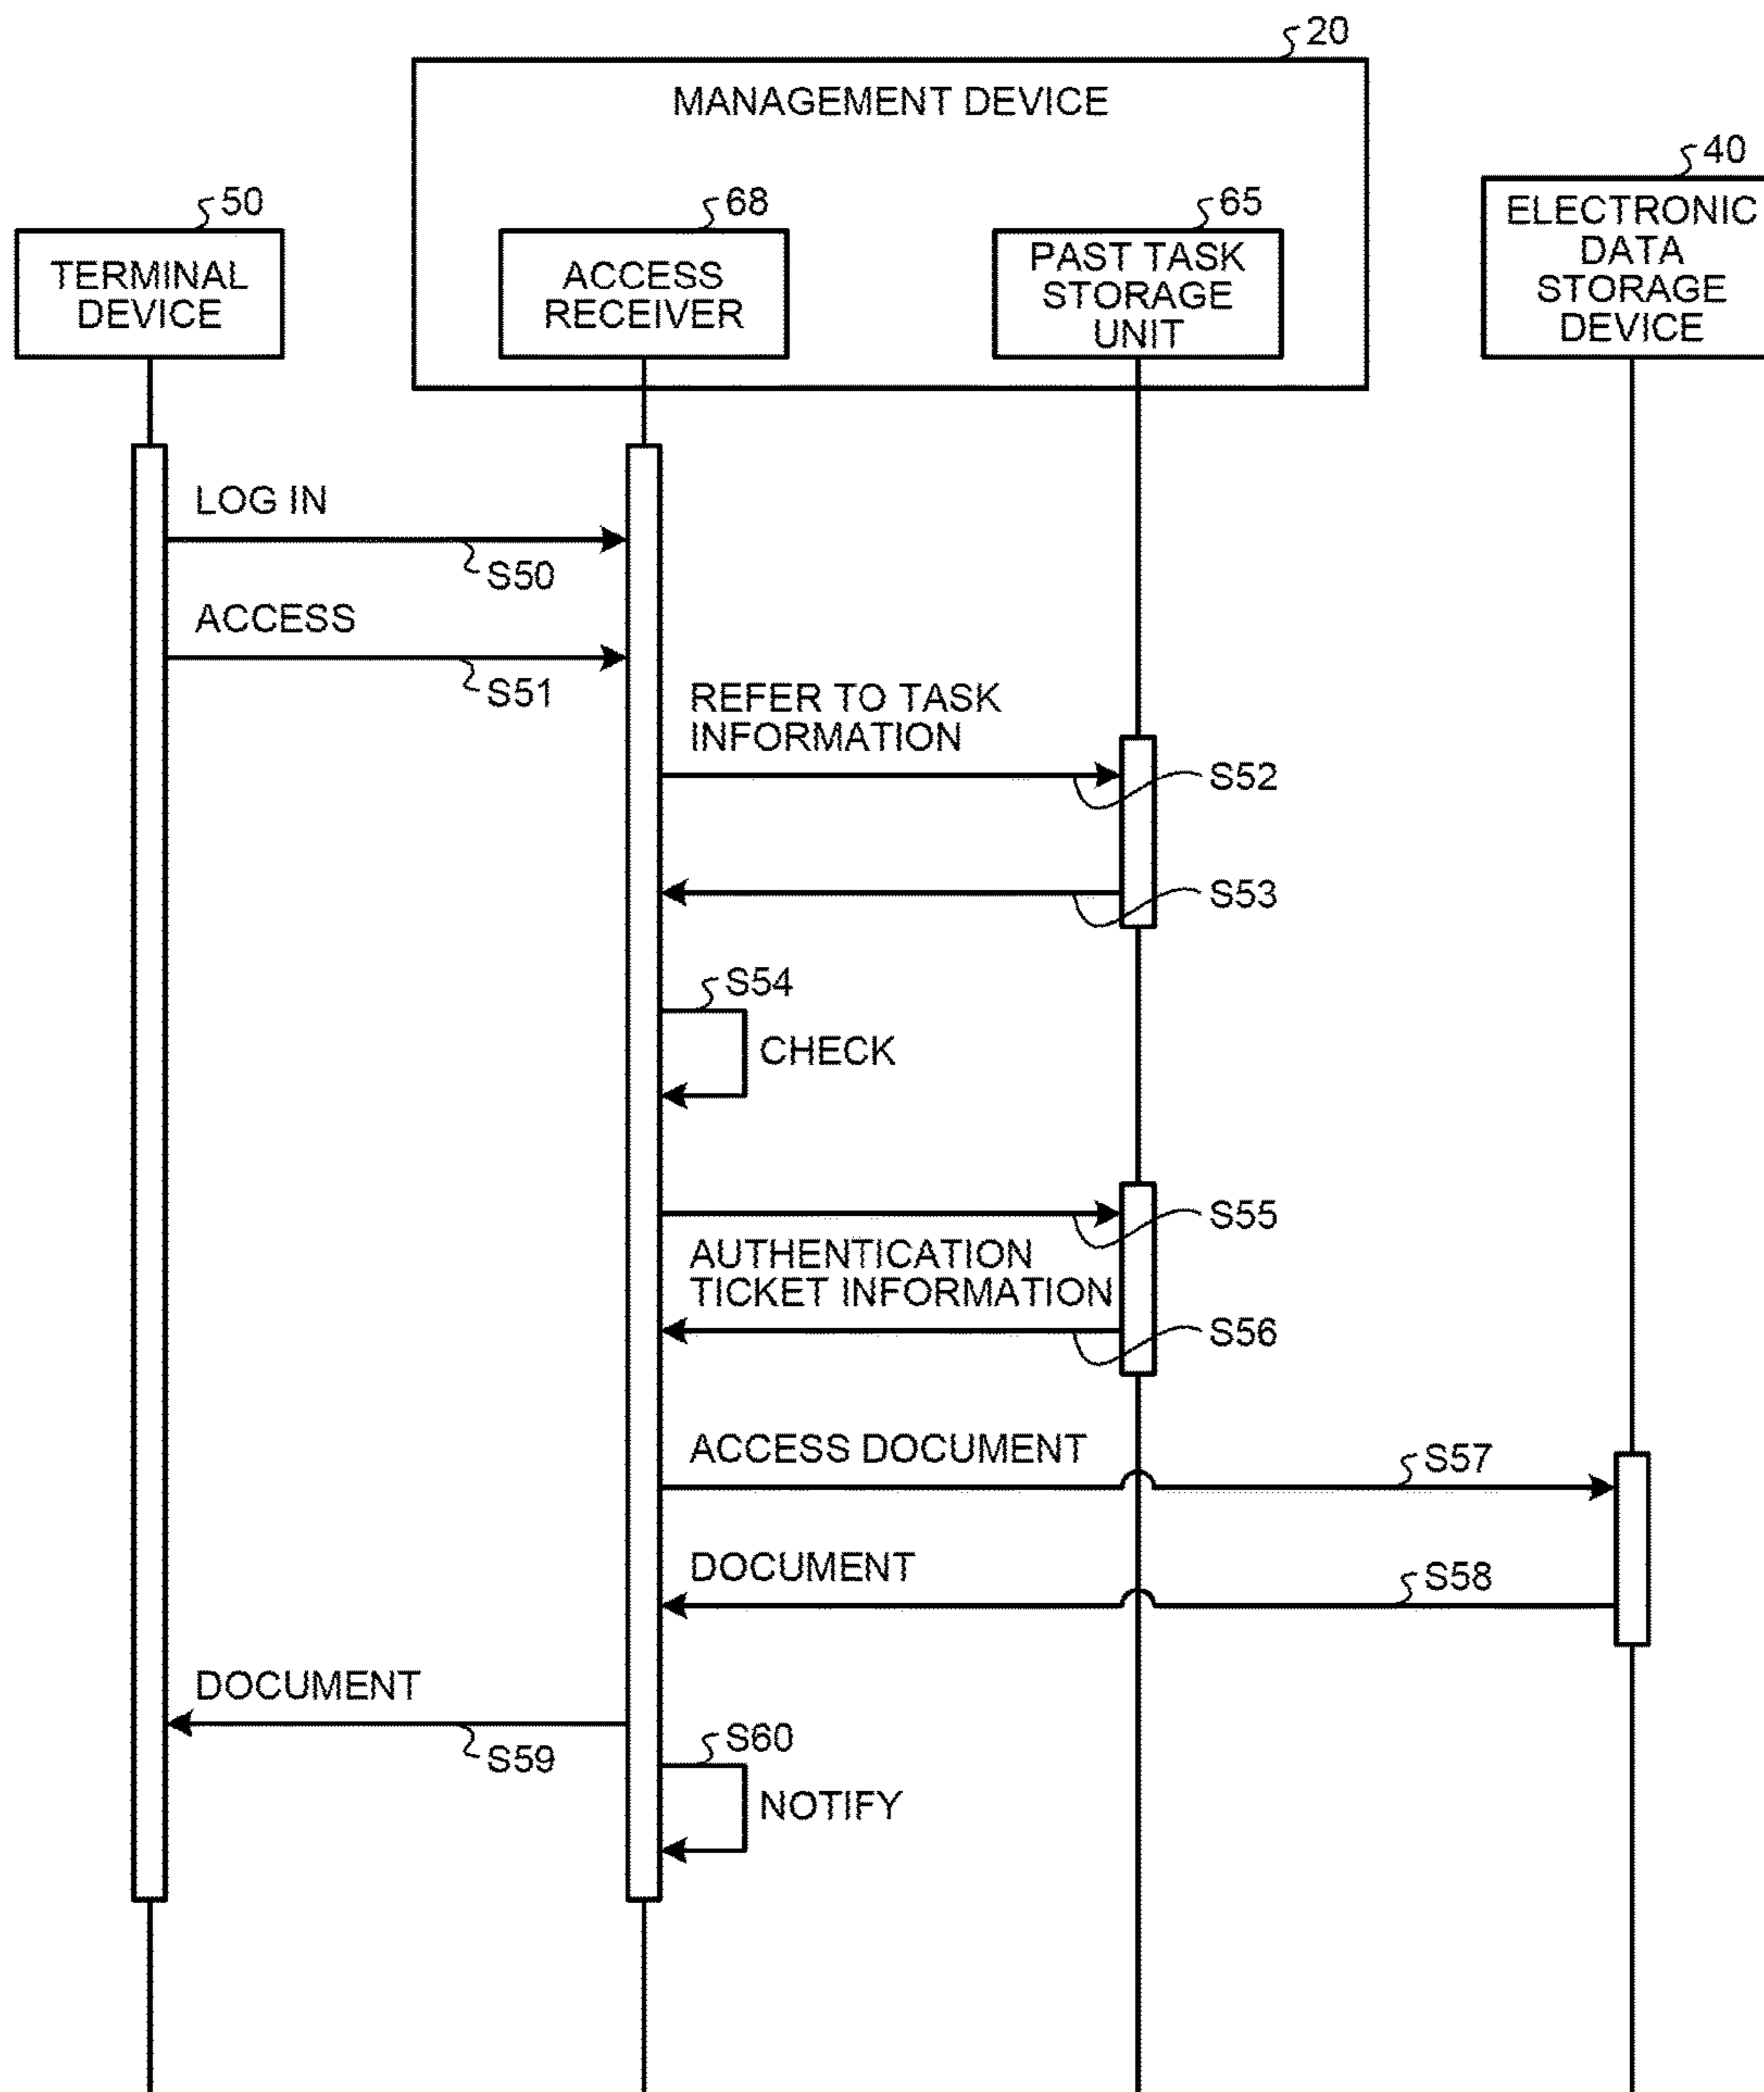 20
MANAGEMENT DEVICE
40
ELECTRONIC
DATA
STORAGE
DEVICE
50
TERMINAL
DEVICE
68
ACCESS
RECEIVER
65
PAST TASK
STORAGE
UNIT
LOG IN
S50
ACCESS
S51
REFER TO TASK
INFORMATION
S52
S53
S54
CHECK
S55
AUTHENTICATION
TICKET INFORMATION
S56
ACCESS DOCUMENT
S57
DOCUMENT
S58
DOCUMENT
S59
S60
NOTIFY